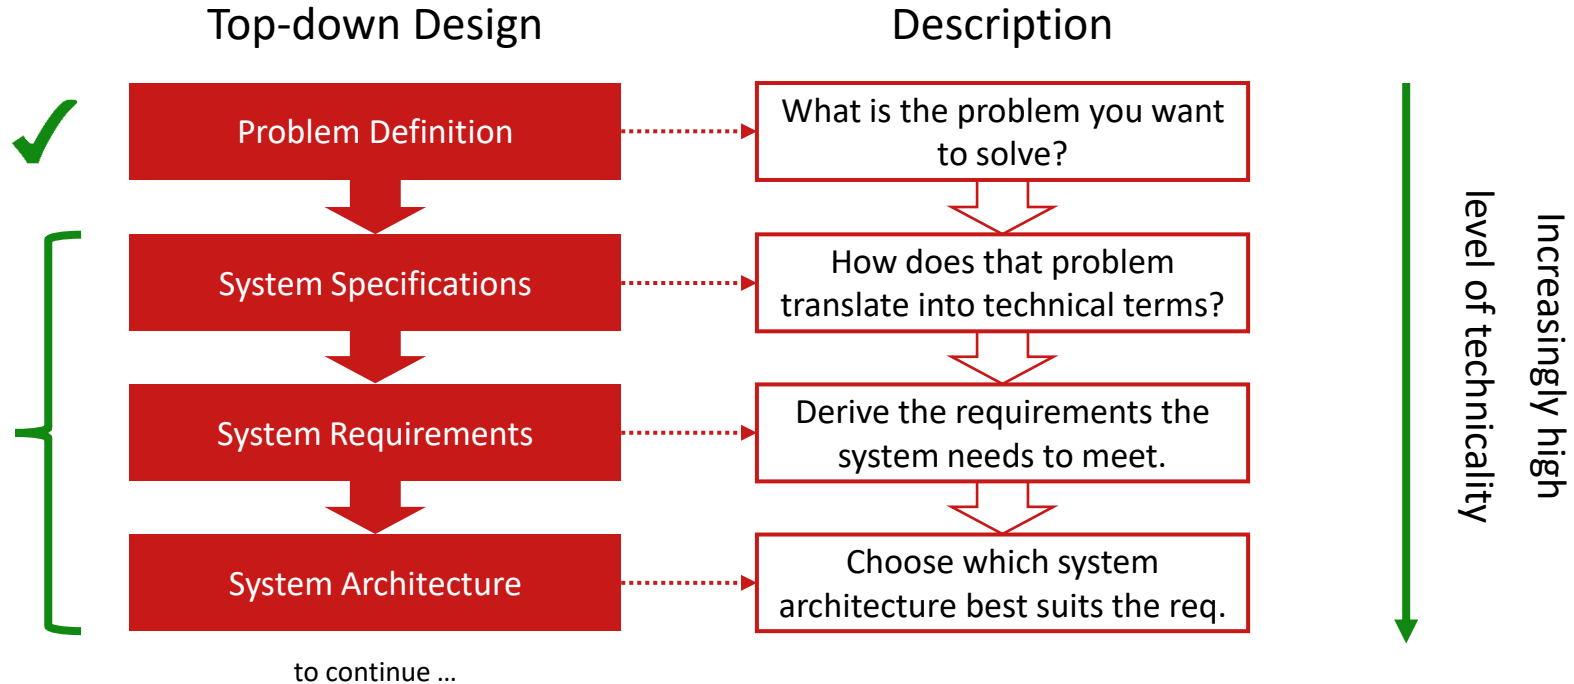 Top-down Design
Description
Problem Definition
What is the problem you want
to solve?
System Specifications
How does that problem
translate into technical terms?
System Requirements
Derive the requirements the
system needs to meet.
System Architecture
Choose which system
architecture best suits the req.
to continue ...
Increasingly high
level of technicality